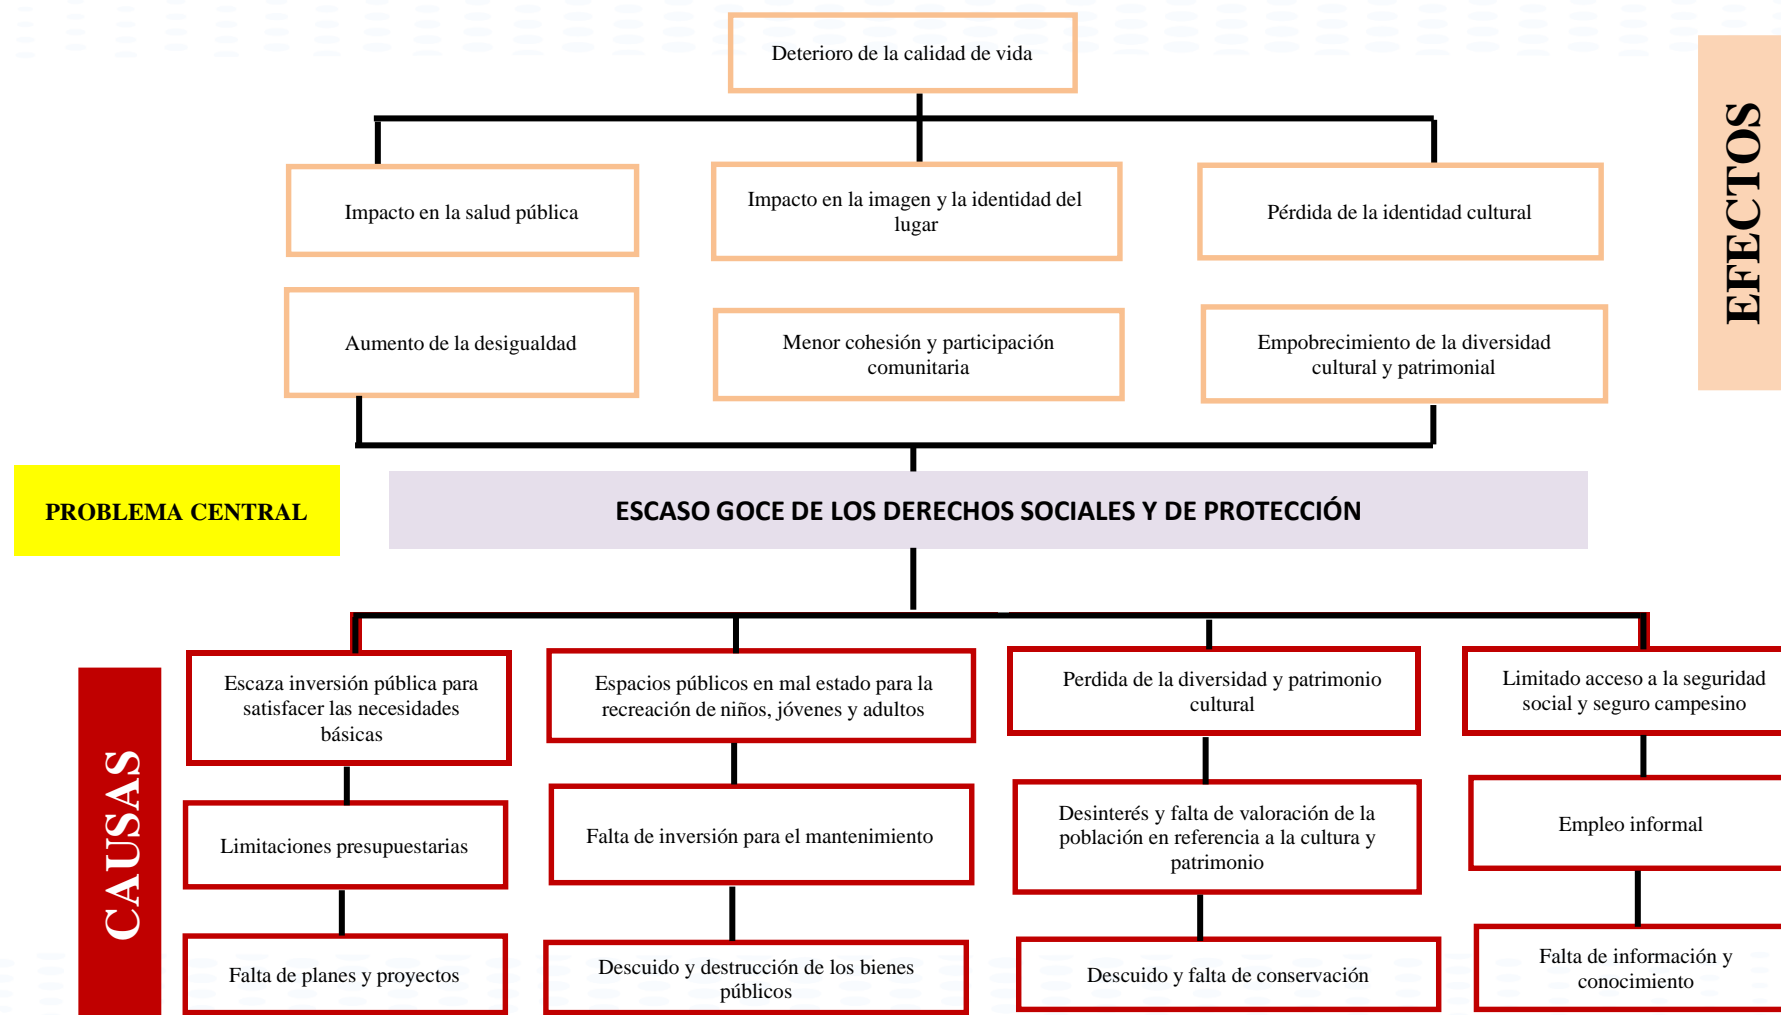 Deterioro de la calidad de vida
EFECTOS
Impacto en la salud pública
Impacto en la imagen y la identidad del
lugar
Pérdida de la identidad cultural
Aumento de la desigualdad
Menor cohesión y participación
comunitaria
Empobrecimiento de la diversidad
cultural y patrimonial
PROBLEMA CENTRAL
ESCASO GOCE DE LOS DERECHOS SOCIALES Y DE PROTECCIÓN
CAUSAS
Escaza inversión pública para
satisfacer las necesidades
básicas
Espacios públicos en mal estado para la
recreación de niños, jóvenes y adultos
Perdida de la diversidad y patrimonio
cultural
Limitado acceso a la seguridad
social y seguro campesino
Limitaciones presupuestarias
Falta de inversión para el mantenimiento
Desinterés y falta de valoración de la
población en referencia a la cultura y
patrimonio
Empleo informal
Falta de planes y proyectos
Descuido y destrucción de los bienes
públicos
Descuido y falta de conservación
Falta de información y
conocimiento